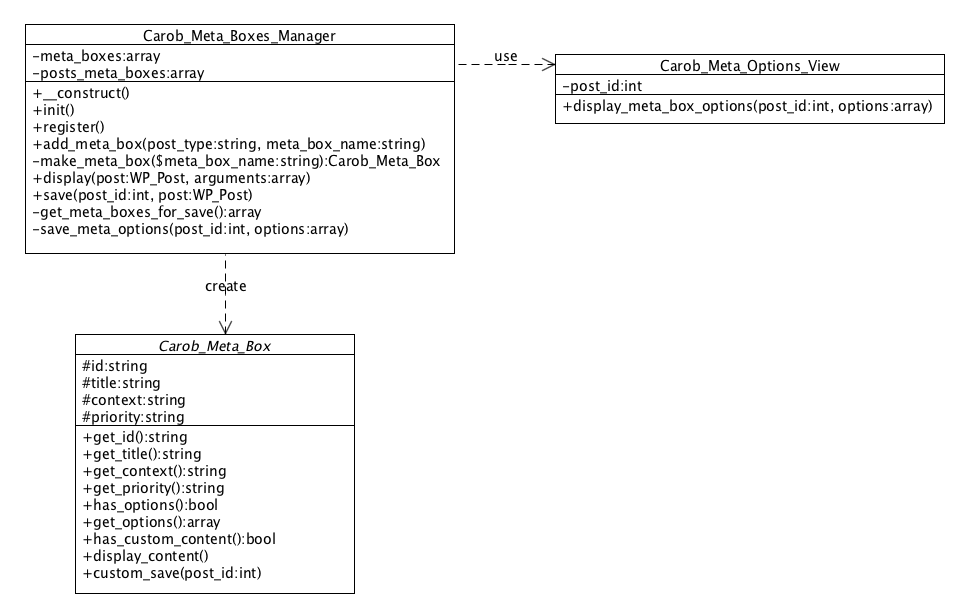 Carob_Meta_Boxes_Manager
-meta_boxes:array
-posts_meta_boxes:array
+__construct()
+init()
+register()
+add_meta_box(post_type:string, meta_box_name:string)
-make_meta_box($meta_box_name:string):Carob_Meta_Box
+display(post:WP_Post, arguments:array)
+save(post_id:int, post:WP_Post)
-get_meta_boxes_for_save():array
-save_meta_options(post_id:int, options:array)
use
Carob_Meta_Options_View
-post_id:int
+display_meta_box_options(post_id:int, options:array)
create
Carob_Meta_Box
#id:string
#title:string
#context:string
#priority:string
+get_id():string
+get_title():string
+get_context():string
+get_priority():string
+has_options():bool
+get_options():array
+has_custom_content():bool
+display_content()
+custom_save(post_id:int)